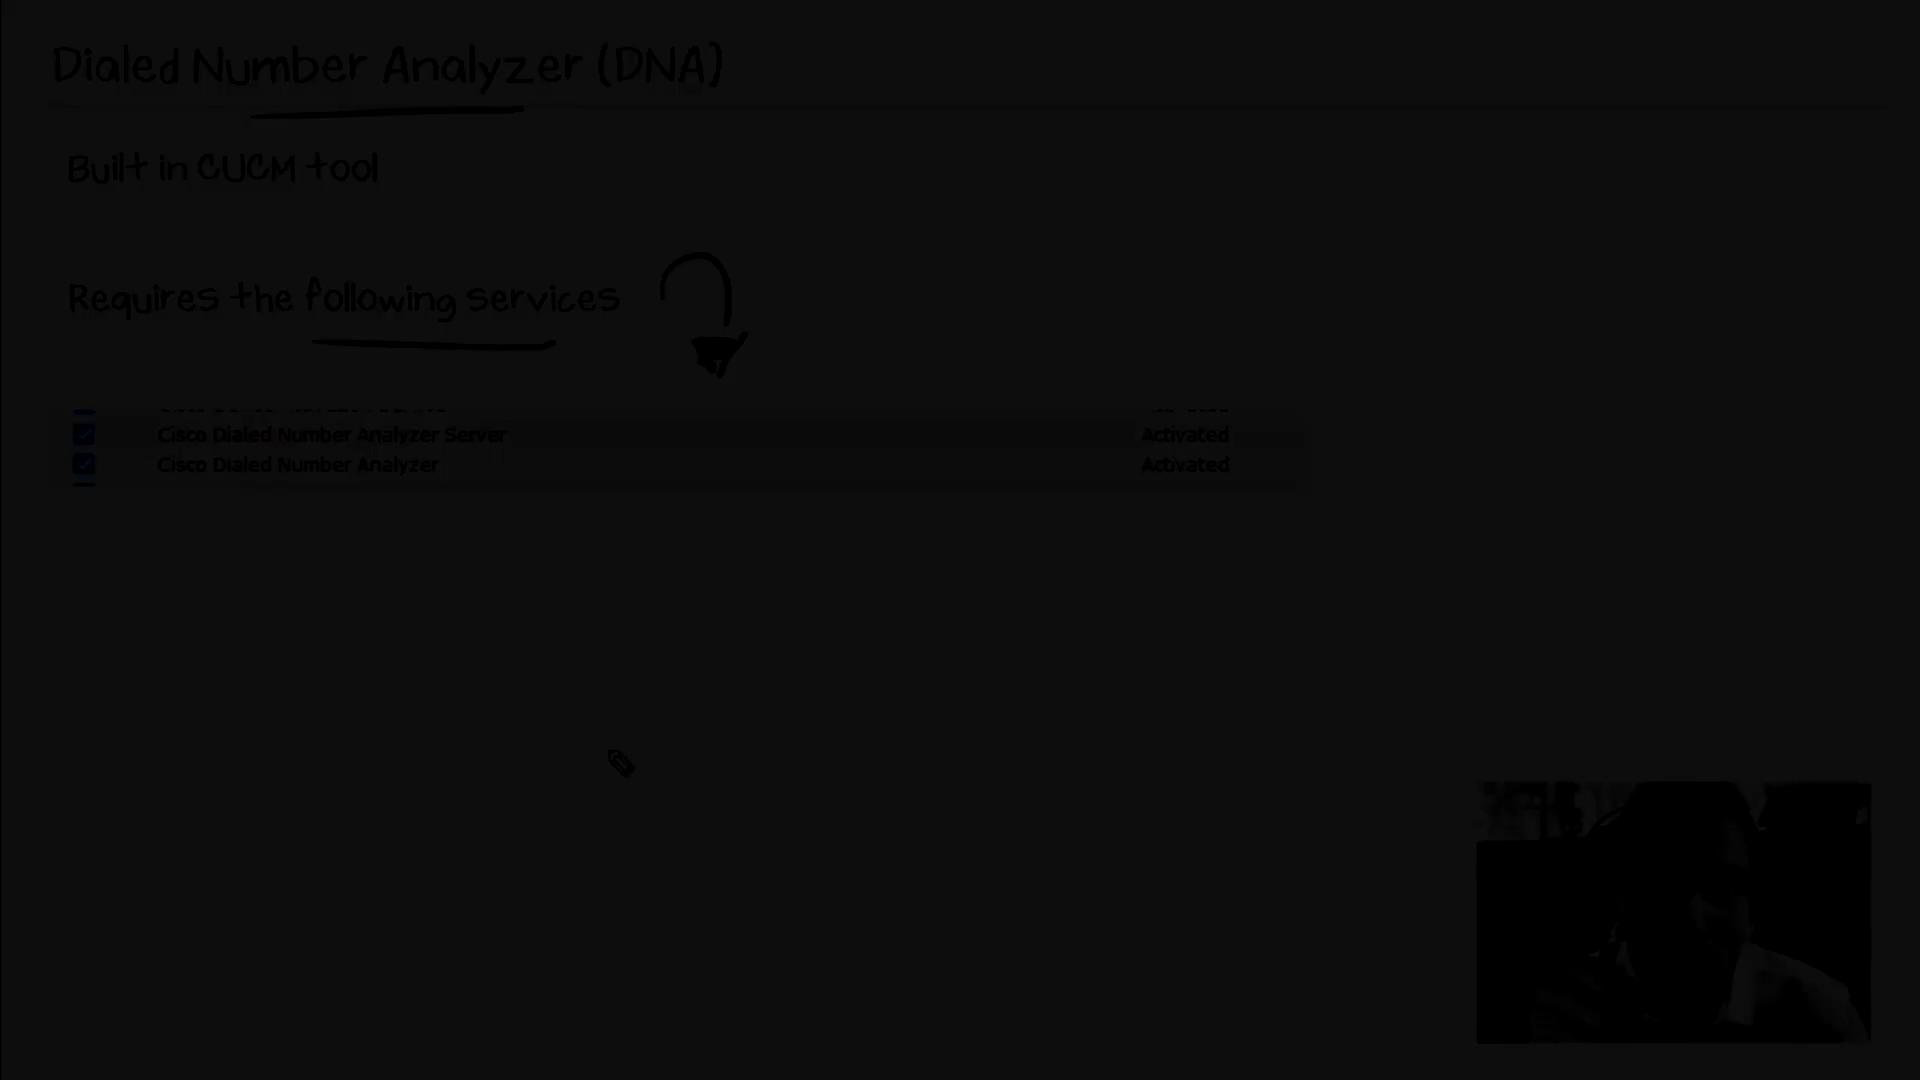 Dialed Number Analyzer (DNA)
Built in CUCM tool
Requires the following services
Cisco Dialed Number Analyzer Server Activated
Cisco Dialed Number Analyzer Activated